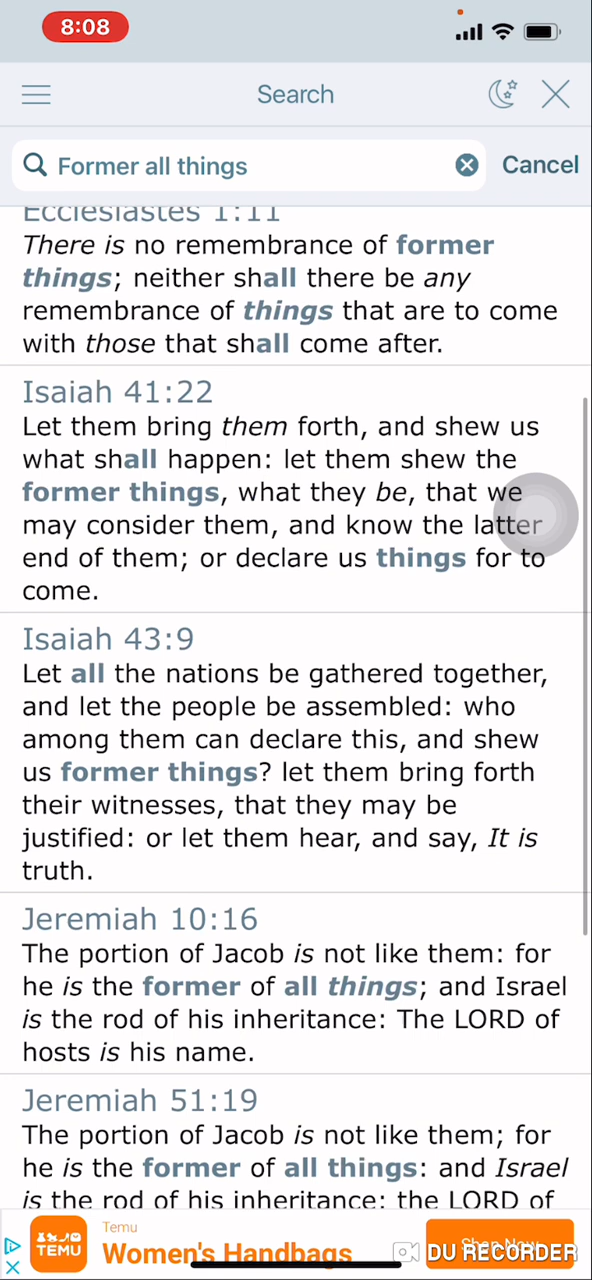 8:08
Search
Former all things
Cancel
Ecclesiastes 1:11
There is no remembrance of former
things; neither shall there be any
remembrance of things that are to come
with those that shall come after.
Isaiah 41:22
Let them bring them forth, and shew us
what shall happen: let them shew the
former things, what they be, that we
may consider them, and know the latter
end of them; or declare us things for to
come.
Isaiah 43:9
Let all the nations be gathered together,
and let the people be assembled: who
among them can declare this, and shew
us former things? let them bring forth
their witnesses, that they may be
justified: or let them hear, and say, It is
truth.
Jeremiah 10:16
The portion of Jacob is not like them: for
he is the former of all things; and Israel
is the rod of his inheritance: The LORD of
hosts is his name.
Jeremiah 51:19
The portion of Jacob is not like them; for
he is the former of all things: and Israel
is the rod of his inheritance: the LORD of
TEMU
Temu
Women's Handbags
Shop Now
DU RECORDER